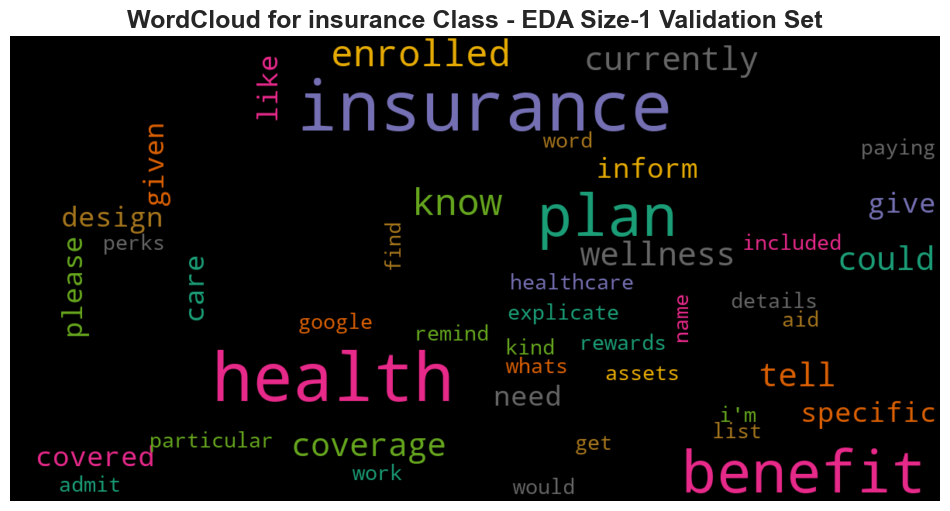 WordCloud for insurance Class - EDA Size-1 Validation Set
enrolled
currently
like
insurance
word
paying
given
inform
know
plan
give
design
perks
find
wellness
included
could
please
care
healthcare
details
explicate
name
aid
google
remind
kind
rewards
whats
assets
tell
health
need
i'm
specific
list
particular
coverage
get
covered
work
benefit
admit
would